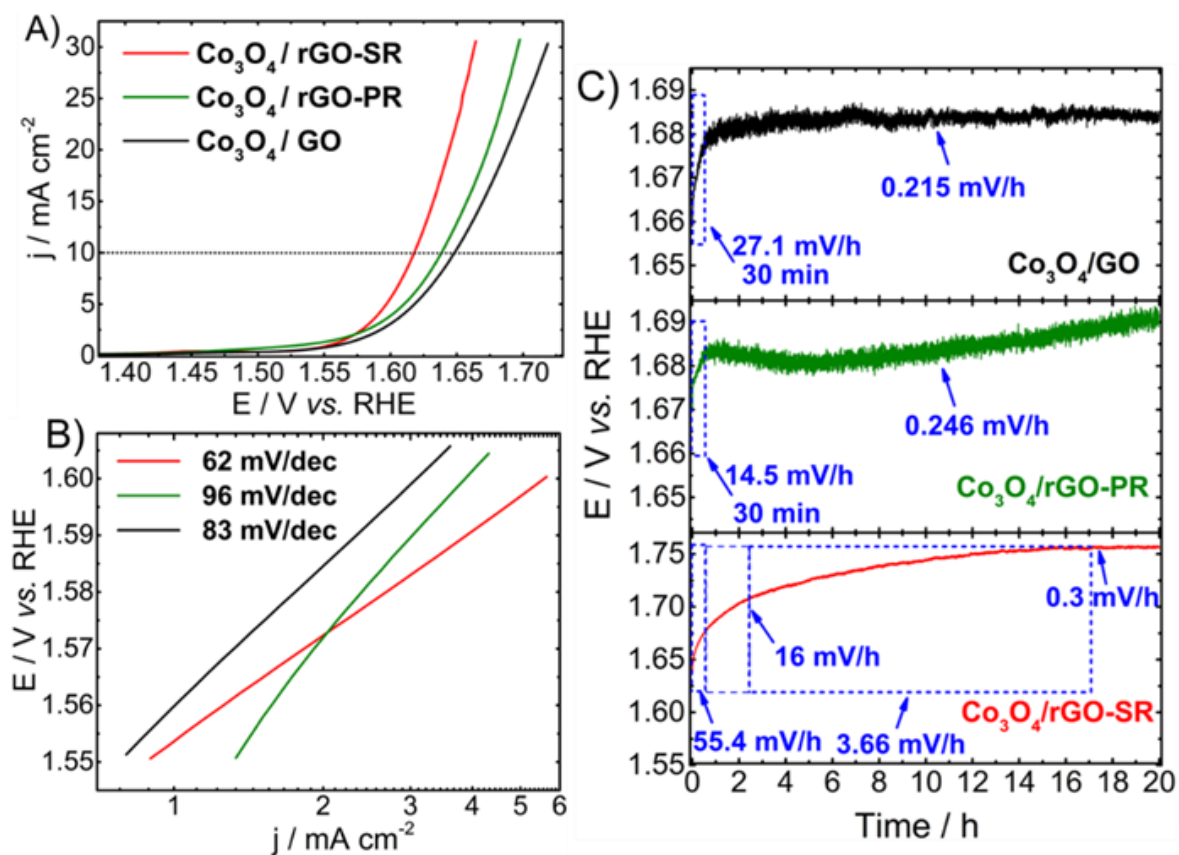 A)
Co₃O₄ / rGO-SR
Co₃O₄ / rGO-PR
Co₃O₄ / GO
j / mA cm⁻²
30
25
20
15
10
5
0
1.40 1.45 1.50 1.55 1.60 1.65 1.70
E / V vs. RHE
B)
62 mV/dec
96 mV/dec
83 mV/dec
E / V vs. RHE
1.60
1.59
1.58
1.57
1.56
1.55
1 2 3 4 5 6
j / mA cm⁻²
C)
E / V vs. RHE
1.69
1.68
1.67
1.66
1.65
0.215 mV/h
27.1 mV/h
30 min
Co₃O₄/GO
1.69
1.68
1.67
1.66
1.65
0.246 mV/h
14.5 mV/h
30 min
Co₃O₄/rGO-PR
1.75
1.70
1.65
1.60
1.55
0.3 mV/h
16 mV/h
Co₃O₄/rGO-SR
55.4 mV/h
3.66 mV/h
0 2 4 6 8 10 12 14 16 18 20
Time / h